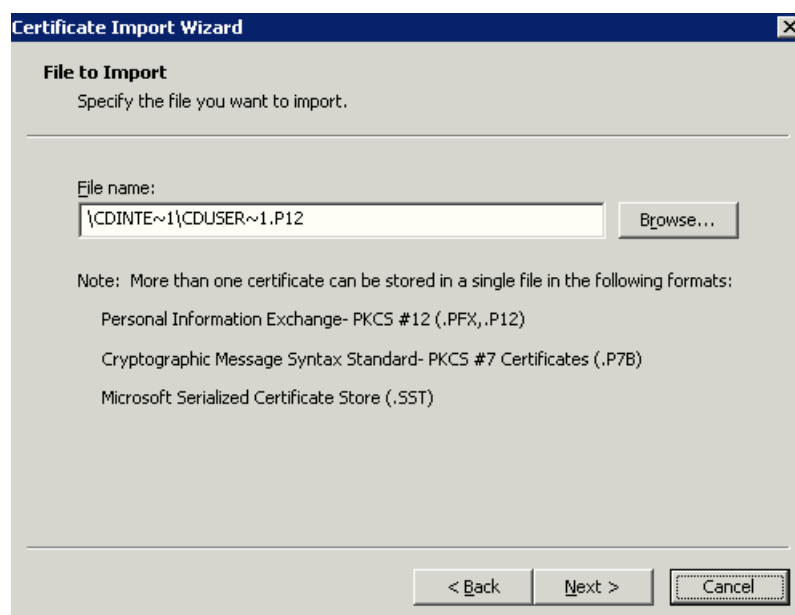 Certificate Import Wizard
File to Import
Specify the file you want to import.
File name:
\CDINTE~1\CDUSER~1.P12
Browse...
Note: More than one certificate can be stored in a single file in the following formats:
Personal Information Exchange- PKCS #12 (.PFX,.P12)
Cryptographic Message Syntax Standard- PKCS #7 Certificates (.P7B)
Microsoft Serialized Certificate Store (.SST)
< Back
Next >
Cancel